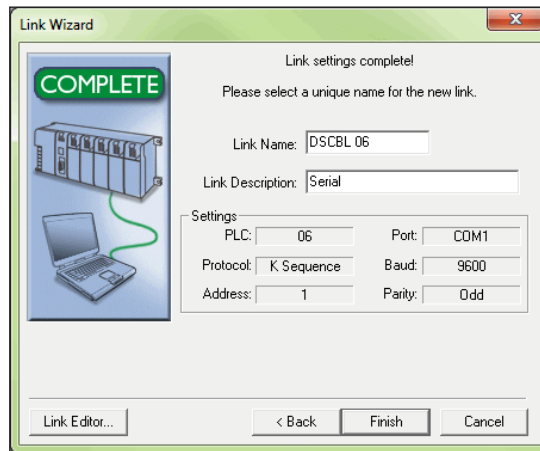 Link Wizard
COMPLETE
Link settings complete!
Please select a unique name for the new link.
Link Name: DSCBL 06
Link Description: Serial
Settings
PLC: 06 Port: COM1
Protocol: K Sequence Baud: 9600
Address: 1 Parity: Odd
Link Editor... < Back Finish Cancel